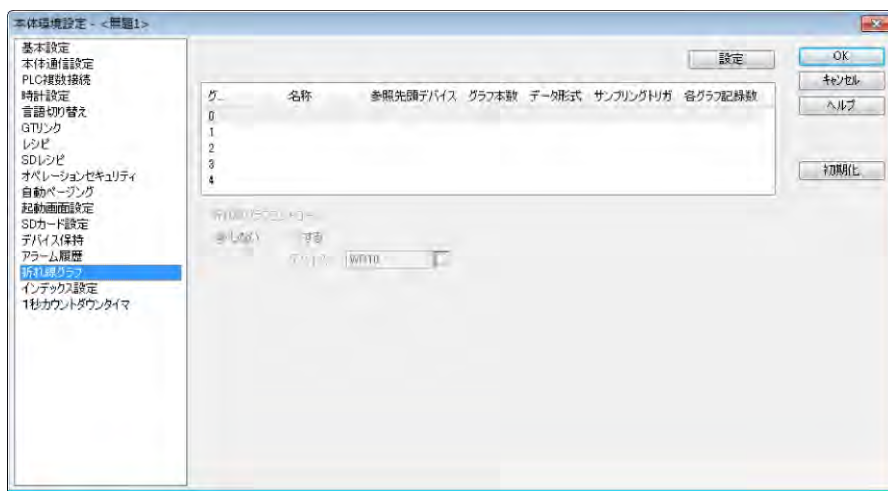 本体環境設定 - <無題1>
基本設定
本体通信設定
PLC複数接続
時計設定
言語切り替え
GTリンク
レシピ
SDレシピ
オペレーションセキュリティ
自動ページング
起動画面設定
SDカード設定
デバイス保持
アラーム履歴
折れ線グラフ
インデックス設定
1秒カウントダウンタイマ
設定
グ... 名称 参照先頭デバイス グラフ本数 データ形式 サンプリングトリガ 各グラフ記録数
0
1
2
3
4
しない する
WD10
OK
キャンセル
ヘルプ
初期化